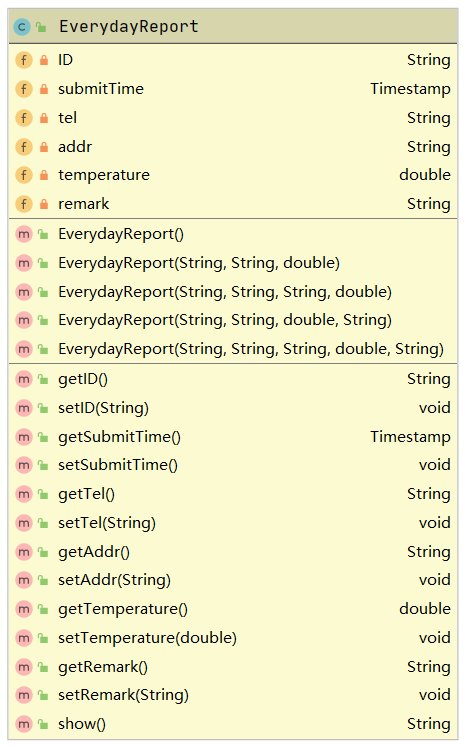 EverydayReport
ID String
submitTime Timestamp
tel String
addr String
temperature double
remark String
EverydayReport()
EverydayReport(String, String, double)
EverydayReport(String, String, String, double)
EverydayReport(String, String, double, String)
EverydayReport(String, String, String, double, String)
getID() String
setID(String) void
getSubmitTime() Timestamp
setSubmitTime() void
getTel() String
setTel(String) void
getAddr() String
setAddr(String) void
getTemperature() double
setTemperature(double) void
getRemark() String
setRemark(String) void
show() String